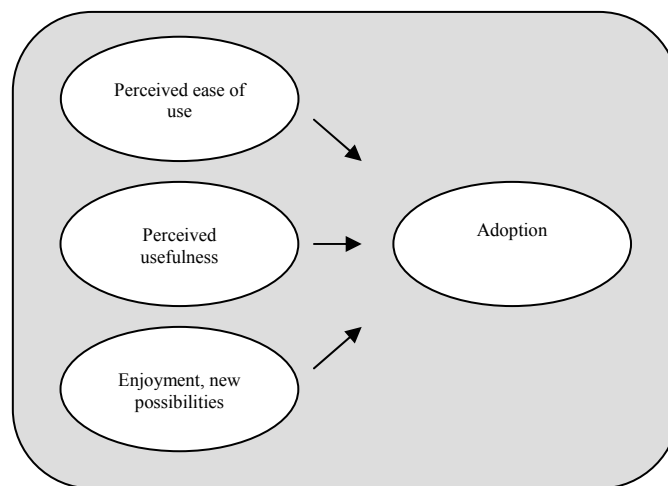 Perceived ease of
use
Perceived
usefulness
Adoption
Enjoyment, new
possibilities